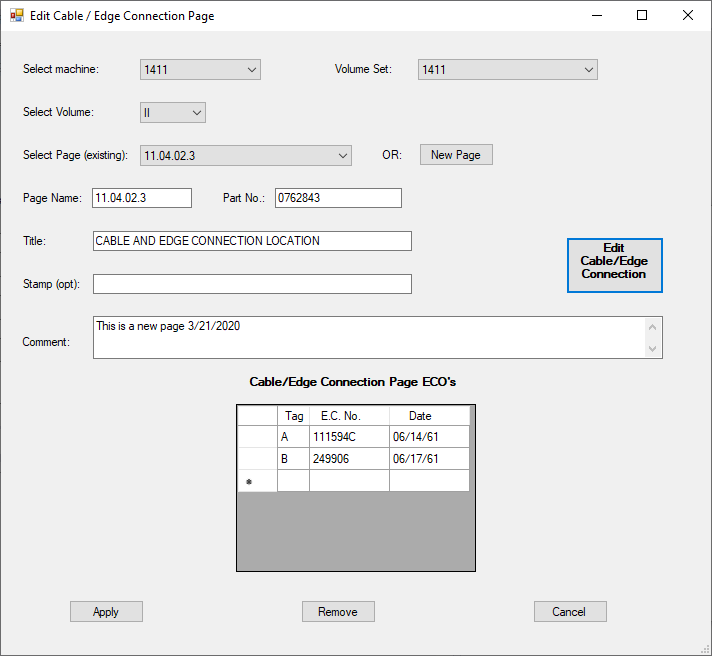 Edit Cable / Edge Connection Page
Select machine: 1411 Volume Set: 1411
Select Volume: II
Select Page (existing): 11.04.02.3 OR: New Page
Page Name: 11.04.02.3 Part No.: 0762843
Title: CABLE AND EDGE CONNECTION LOCATION
Edit
Cable/Edge
Connection
Stamp (opt):
Comment: This is a new page 3/21/2020
Cable/Edge Connection Page ECO's
Tag E.C. No. Date
A 111594C 06/14/61
B 249906 06/17/61
*
Apply Remove Cancel